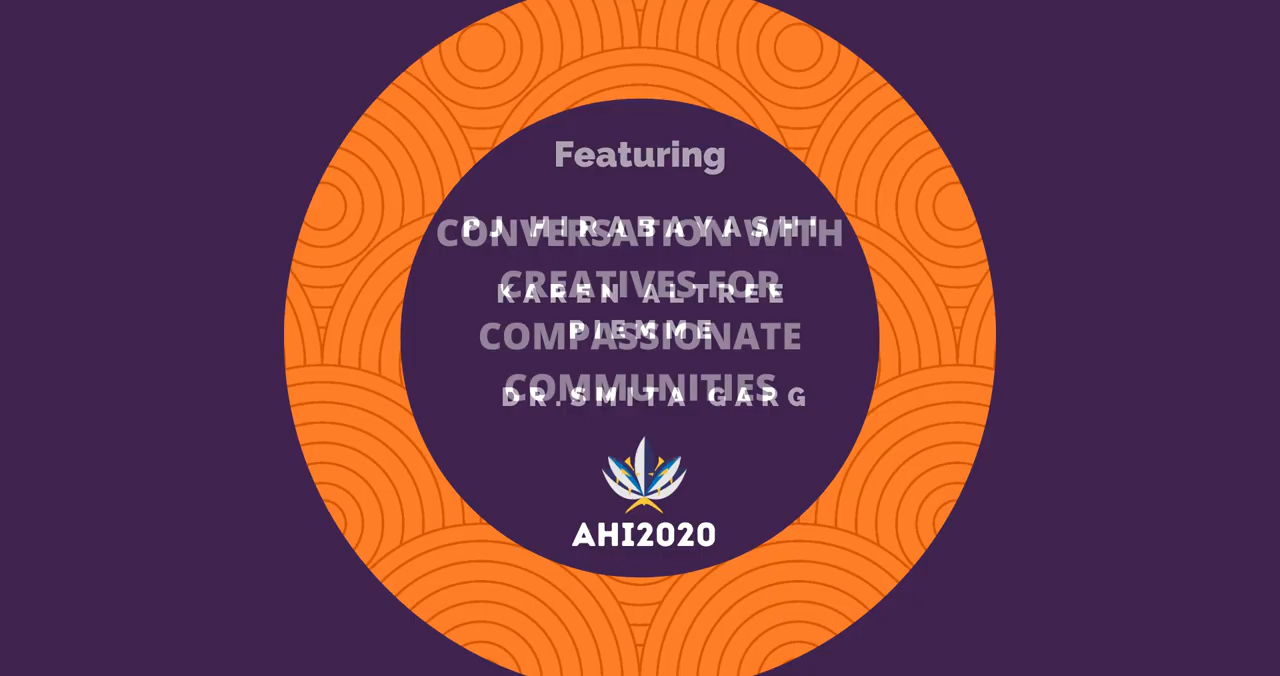 Featuring
PJ HIRABAYASHI
CONVERSATION WITH
CREATIVES FOR
KAREN ALTREE
PIEMME
COMPASSIONATE
COMMUNITIES
DR.SMITA GARG
AHI2020